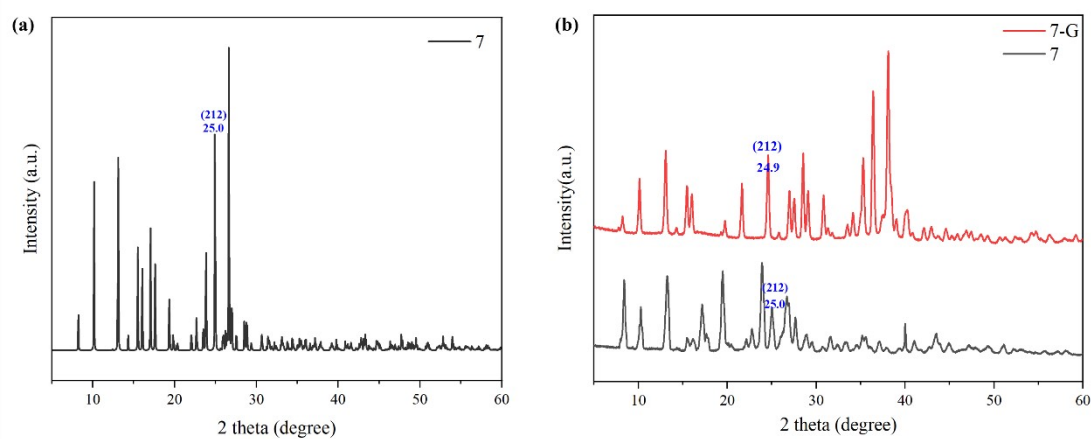 (a)
7
(212)
25.0
Intensity (a.u.)
10 20 30 40 50 60
2 theta (degree)
(b)
7-G
7
(212)
24.9
(212)
25.0
Intensity(a.u.)
10 20 30 40 50 60
2 theta (degree)